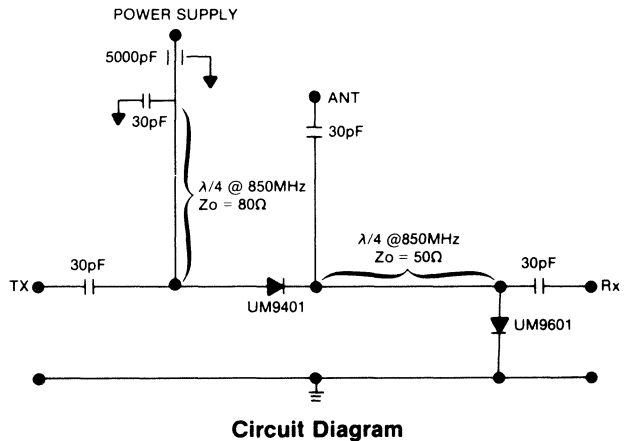 POWER SUPPLY
5000pF
30pF
ANT
30pF
λ/4 @ 850MHz
Zo = 80Ω
λ/4 @850MHz
Zo = 50Ω
30pF
30pF
TX
Rx
UM9401
UM9601
Circuit Diagram